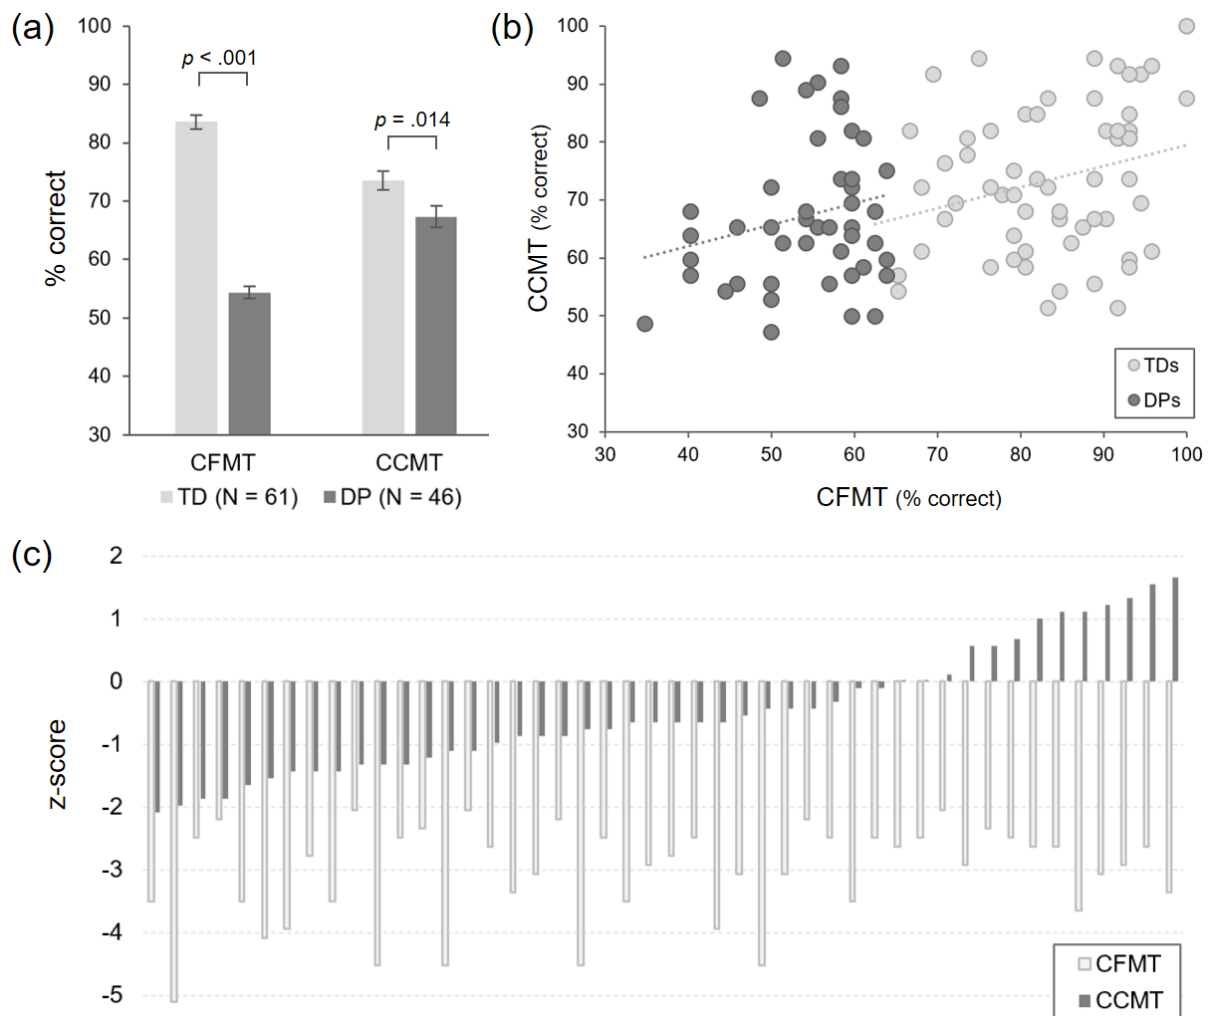 (a)
% correct
100
90
80
70
60
50
40
30
p < .001
p = .014
CFMT
CCMT
TD (N = 61)
DP (N = 46)
(b)
CCMT (% correct)
100
90
80
70
60
50
40
30
30 40 50 60 70 80 90 100
CFMT (% correct)
TDs
DPs
(c)
z-score
2
1
0
-1
-2
-3
-4
-5
CFMT
CCMT